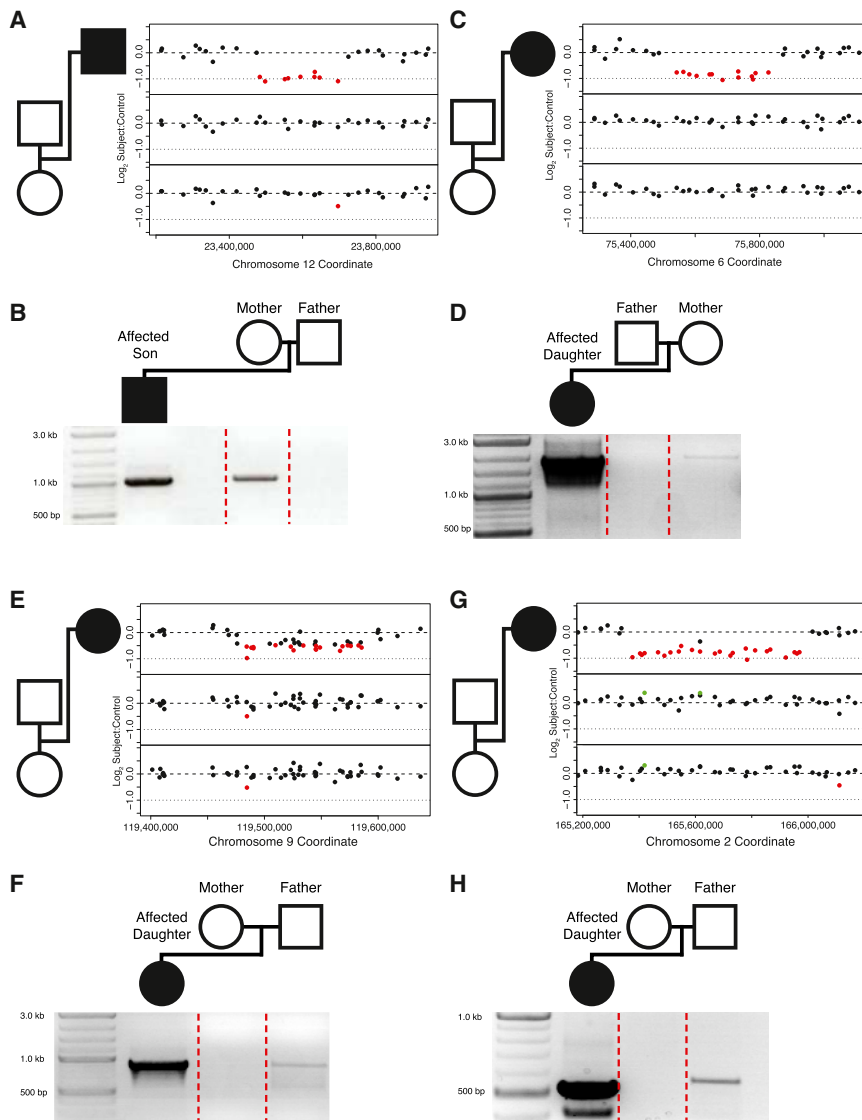 A
Log2 Subject:Control
0.0
−1.0
0.0
−1.0
0.0
−1.0
23,400,000 23,800,000
Chromosome 12 Coordinate
C
Log2 Subject:Control
0.0
−1.0
0.0
−1.0
0.0
−1.0
75,400,000 75,800,000
Chromosome 6 Coordinate
B
Mother Father
Affected
Son
3.0 kb
1.0 kb
500 bp
D
Father Mother
Affected
Daughter
3.0 kb
1.0 kb
500 bp
E
Log2 Subject:Control
0.0
−1.0
0.0
−1.0
0.0
−1.0
119,400,000 119,500,000 119,600,000
Chromosome 9 Coordinate
G
Log2 Subject:Control
0.0
−1.0
0.0
−1.0
0.0
−1.0
165,200,000 165,600,000 166,000,000
Chromosome 2 Coordinate
F
Mother Father
Affected
Daughter
3.0 kb
1.0 kb
500 bp
H
Mother Father
Affected
Daughter
1.0 kb
500 bp